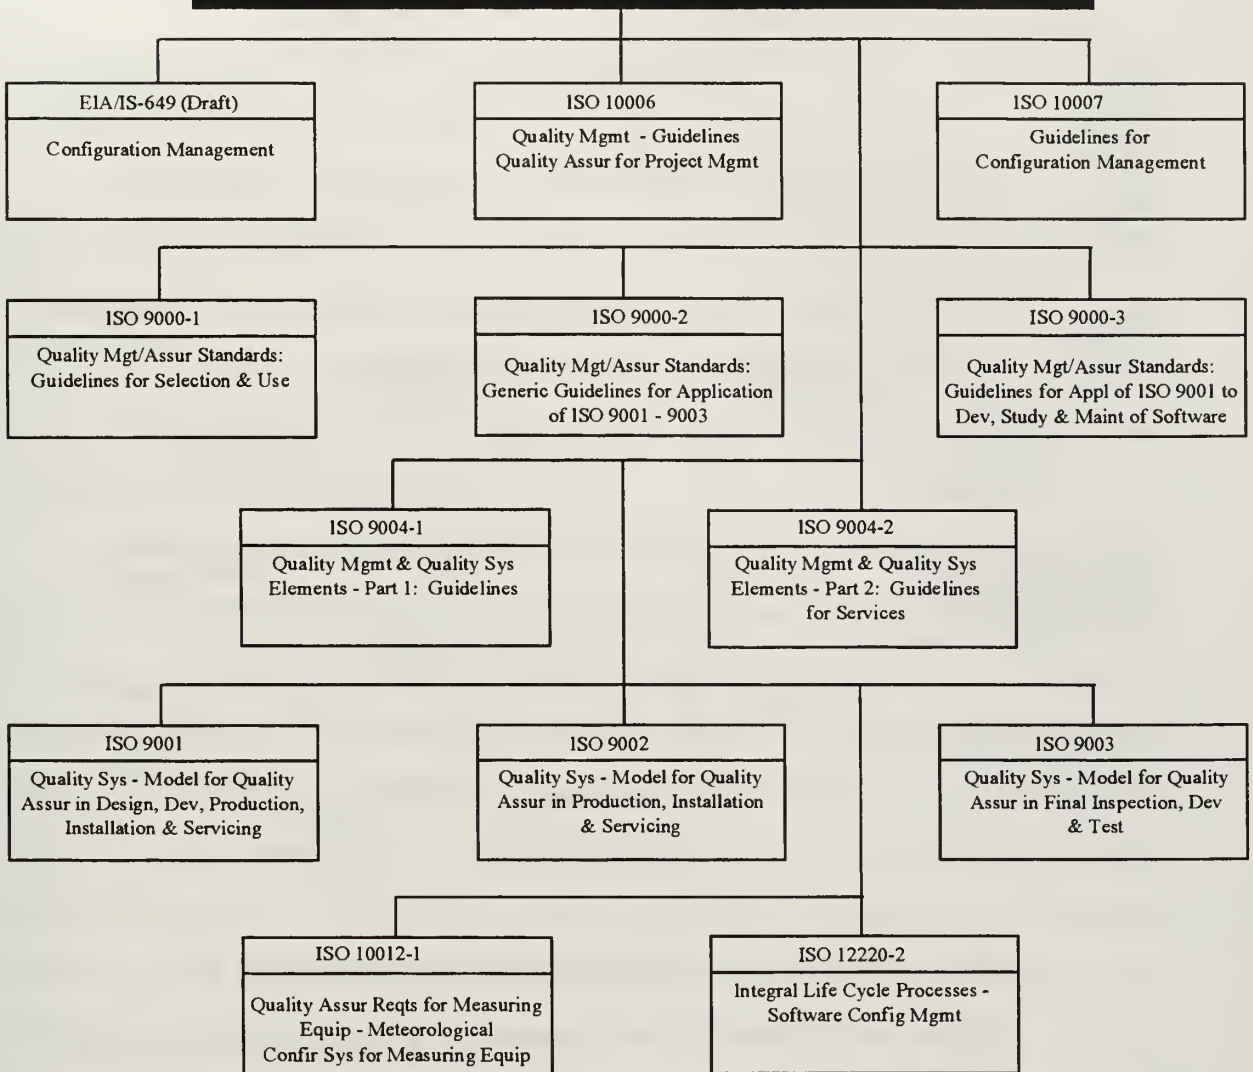 EIA/IS-649 (Draft)
Configuration Management
ISO 10006
Quality Mgmt - Guidelines
Quality Assur for Project Mgmt
ISO 10007
Guidelines for
Configuration Management
ISO 9000-1
Quality Mgt/Assur Standards:
Guidelines for Selection & Use
ISO 9000-2
Quality Mgt/Assur Standards:
Generic Guidelines for Application
of ISO 9001 - 9003
ISO 9000-3
Quality Mgt/Assur Standards:
Guidelines for Appl of ISO 9001 to
Dev, Study & Maint of Software
ISO 9004-1
Quality Mgmt & Quality Sys
Elements - Part 1: Guidelines
ISO 9004-2
Quality Mgmt & Quality Sys
Elements - Part 2: Guidelines
for Services
ISO 9001
Quality Sys - Model for Quality
Assur in Design, Dev, Production,
Installation & Servicing
ISO 9002
Quality Sys - Model for Quality
Assur in Production, Installation
& Servicing
ISO 9003
Quality Sys - Model for Quality
Assur in Final Inspection, Dev
& Test
ISO 10012-1
Quality Assur Reqts for Measuring
Equip - Meteorological
Confir Sys for Measuring Equip
ISO 12220-2
Integral Life Cycle Processes -
Software Config Mgmt